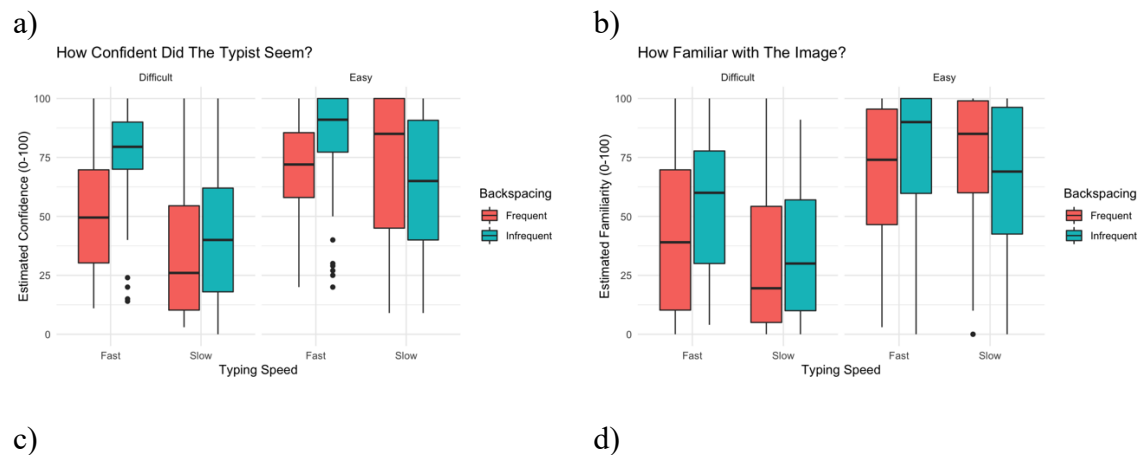 a)
How Confident Did The Typist Seem?
Difficult
Easy
100
75
50
25
0
Estimated Confidence (0-100)
Fast
Slow
Fast
Slow
Typing Speed
Backspacing
Frequent
Infrequent
b)
How Familiar with The Image?
Difficult
Easy
100
75
50
25
0
Estimated Familiarity (0-100)
Fast
Slow
Fast
Slow
Typing Speed
Backspacing
Frequent
Infrequent
c)
d)